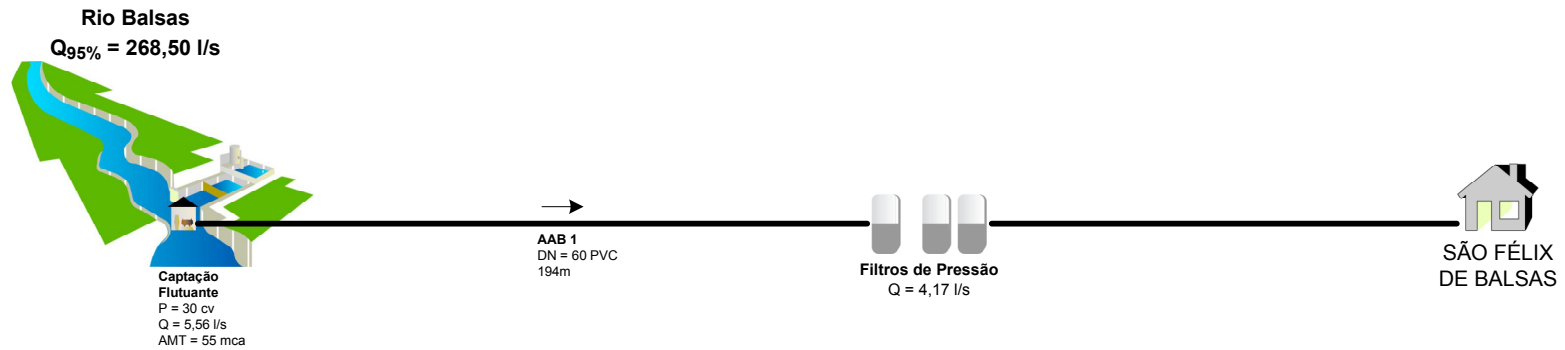 Rio Balsas
Q95% = 268,50 l/s
Captação
Flutuante
P = 30 cv
Q = 5,56 l/s
AMT = 55 mca
AAB 1
DN = 60 PVC
194m
Filtros de Pressão
Q = 4,17 l/s
SÃO FÉLIX
DE BALSAS